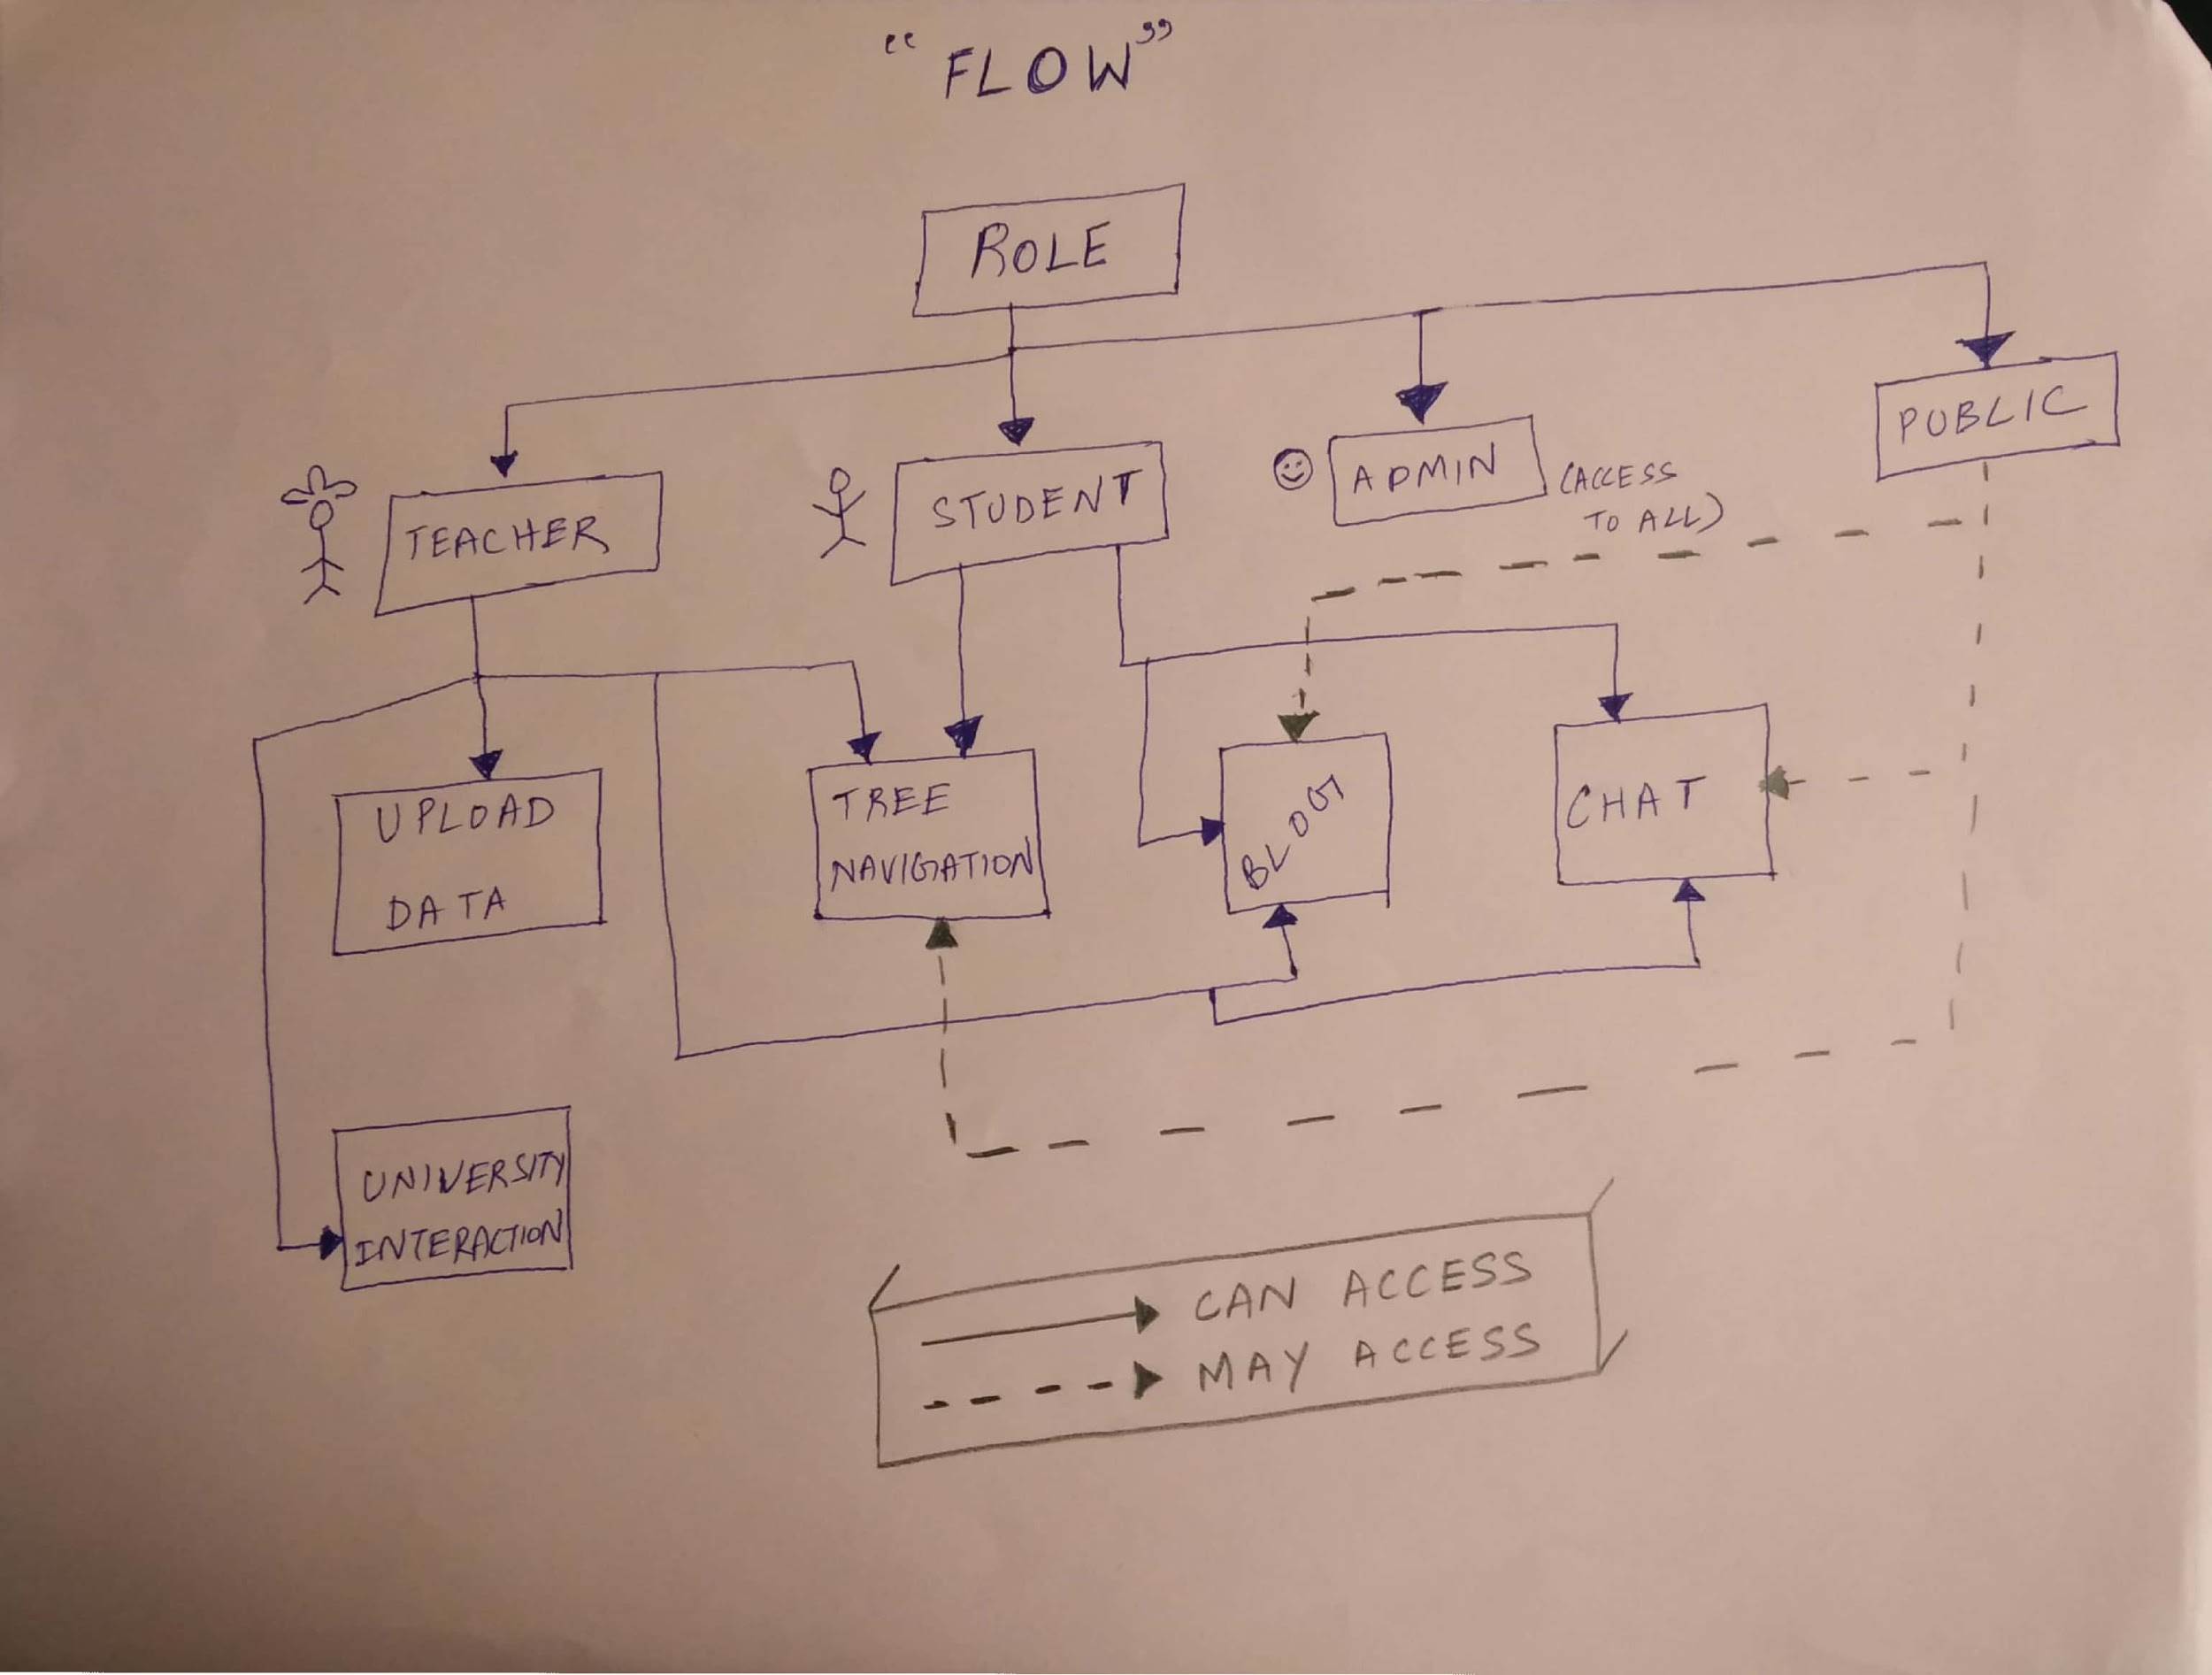 “FLOW”
ROLE
PUBLIC
ADMIN
(ACCESS
TO ALL)
STUDENT
TEACHER
UPLOAD
DATA
TREE
NAVIGATION
BLOG
CHAT
UNIVERSITY
INTERACTION
CAN ACCESS
MAY ACCESS